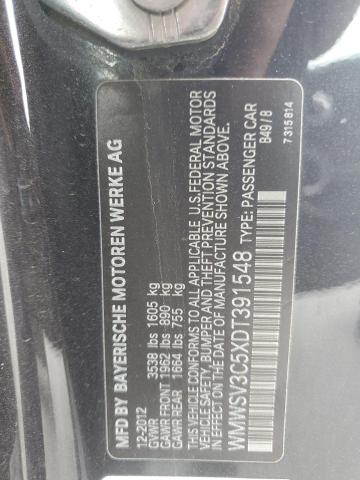 MFD BY BAYERISCHE MOTOREN WERKE AG
12-2012
GVWR 3538 lbs 1605 kg
GAWR FRONT 1962 lbs 890 kg
GAWR REAR 1664 lbs 755 kg
THIS VEHICLE CONFORMS TO ALL APPLICABLE U.S. FEDERAL MOTOR
VEHICLE SAFETY, BUMPER AND THEFT PREVENTION STANDARDS
IN EFFECT ON THE DATE OF MANUFACTURE SHOWN ABOVE.
WMWSV3C5XDT391548 TYPE: PASSENGER CAR
B49/8
7315814